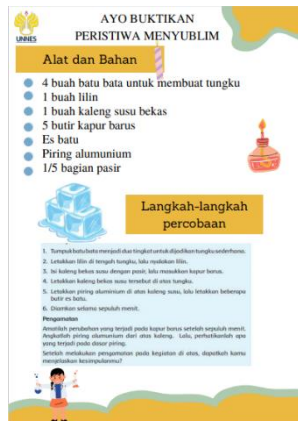 UNNES
AYO BUKTIKAN
PERISTIWA MENYUBLIM
Alat dan Bahan
4 buah batu bata untuk membuat tungku
1 buah lilin
1 buah kaleng susu bekas
5 butir kapur barus
Es batu
Piring alumunium
1/5 bagian pasir
Langkah-langkah
percobaan
1. Tumpuk batu bata menjadi dua tingkat untuk dijadikan tungku sederhana.
2. Letakkan lilin di tengah tungku, lalu nyalakan lilin.
3. Isi kaleng bekas susu dengan pasir, lalu masukkan kapur barus.
4. Letakkan kaleng bekas susu tersebut di atas tungku.
5. Letakkan piring aluminium di atas kaleng susu, lalu letakkan beberapa
butir es batu.
6. Diamkan selama sepuluh menit.
Pengamatan
Amatilah perubahan yang terjadi pada kapur barus setelah sepuluh menit.
Angkatlah piring alumunium dari atas kaleng. Lalu, perhatikanlah apa
yang terjadi pada dasar piring.
Setelah melakukan pengamatan pada kegiatan di atas, dapatkah kamu
menjelaskan kesimpulanmu?